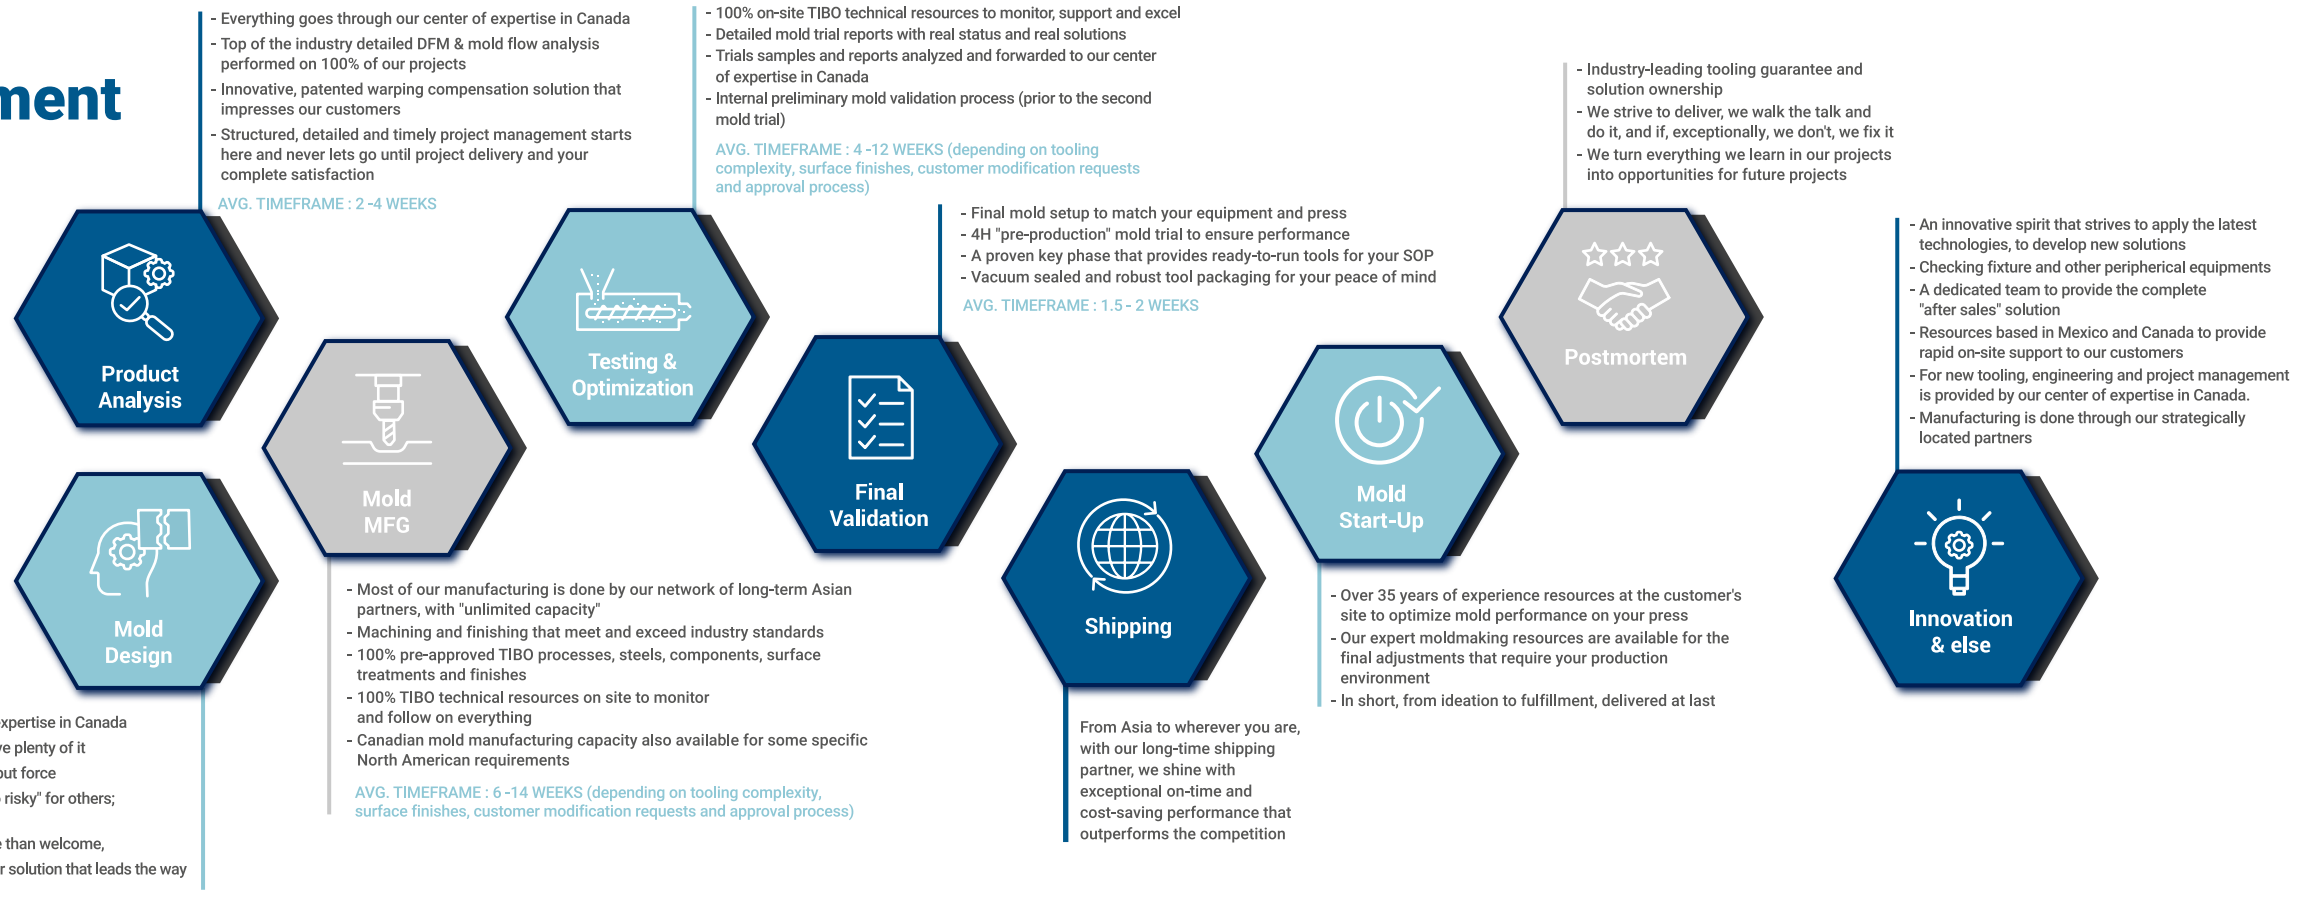 ment
- Everything goes through our center of expertise in Canada
- Top of the industry detailed DFM & mold flow analysis
performed on 100% of our projects
- Innovative, patented warping compensation solution that
impresses our customers
- Structured, detailed and timely project management starts
here and never lets go until project delivery and your
complete satisfaction
AVG. TIMEFRAME : 2 -4 WEEKS
Product
Analysis
Mold
Design
expertise in Canada
plenty of it
force
risky" for others;
than welcome,
solution that leads the way
Mold
MFG
- Most of our manufacturing is done by our network of long-term Asian
partners, with "unlimited capacity"
- Machining and finishing that meet and exceed industry standards
- 100% pre-approved TIBO processes, steels, components, surface
treatments and finishes
- 100% TIBO technical resources on site to monitor
and follow on everything
- Canadian mold manufacturing capacity also available for some specific
North American requirements
AVG. TIMEFRAME : 6 -14 WEEKS (depending on tooling complexity,
surface finishes, customer modification requests and approval process)
- 100% on-site TIBO technical resources to monitor, support and excel
- Detailed mold trial reports with real status and real solutions
- Trials samples and reports analyzed and forwarded to our center
of expertise in Canada
- Internal preliminary mold validation process (prior to the second
mold trial)
AVG. TIMEFRAME : 4 -12 WEEKS (depending on tooling
complexity, surface finishes, customer modification requests
and approval process)
Testing &
Optimization
- Final mold setup to match your equipment and press
- 4H "pre-production" mold trial to ensure performance
- A proven key phase that provides ready-to-run tools for your SOP
- Vacuum sealed and robust tool packaging for your peace of mind
AVG. TIMEFRAME : 1.5 - 2 WEEKS
Final
Validation
Shipping
From Asia to wherever you are,
with our long-time shipping
partner, we shine with
exceptional on-time and
cost-saving performance that
outperforms the competition
Mold
Start-Up
- Over 35 years of experience resources at the customer's
site to optimize mold performance on your press
- Our expert moldmaking resources are available for the
final adjustments that require your production
environment
- In short, from ideation to fulfillment, delivered at last
- Industry-leading tooling guarantee and
solution ownership
- We strive to deliver, we walk the talk and
do it, and if, exceptionally, we don't, we fix it
- We turn everything we learn in our projects
into opportunities for future projects
Postmortem
- An innovative spirit that strives to apply the latest
technologies, to develop new solutions
- Checking fixture and other peripherical equipments
- A dedicated team to provide the complete
"after sales" solution
- Resources based in Mexico and Canada to provide
rapid on-site support to our customers
- For new tooling, engineering and project management
is provided by our center of expertise in Canada.
- Manufacturing is done through our strategically
located partners
Innovation
& else